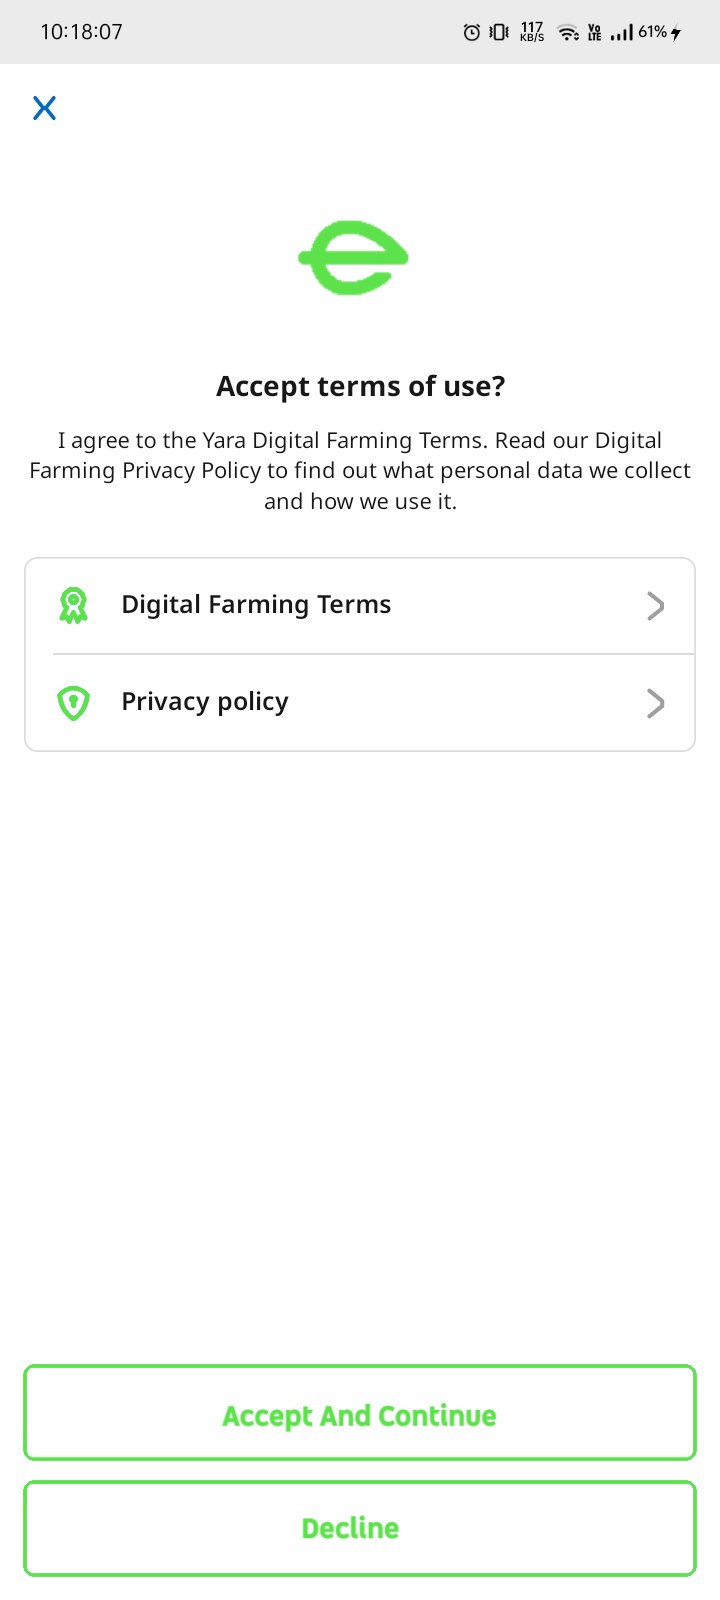 10:18:07
117
KB/S
Vo
LTE
61%
Accept terms of use?
I agree to the Yara Digital Farming Terms. Read our Digital
Farming Privacy Policy to find out what personal data we collect
and how we use it.
Digital Farming Terms
Privacy policy
Accept And Continue
Decline